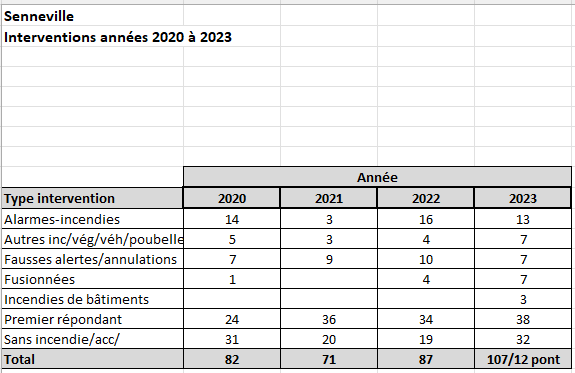 Senneville
Interventions années 2020 à 2023
Année
Type intervention 2020 2021 2022 2023
Alarmes-incendies 14 3 16 13
Autres inc/vég/véh/poubelle 5 3 4 7
Fausses alertes/annulations 7 9 10 7
Fusionnées 1 4 7
Incendies de bâtiments 3
Premier répondant 24 36 34 38
Sans incendie/acc/ 31 20 19 32
Total 82 71 87 107/12 pont